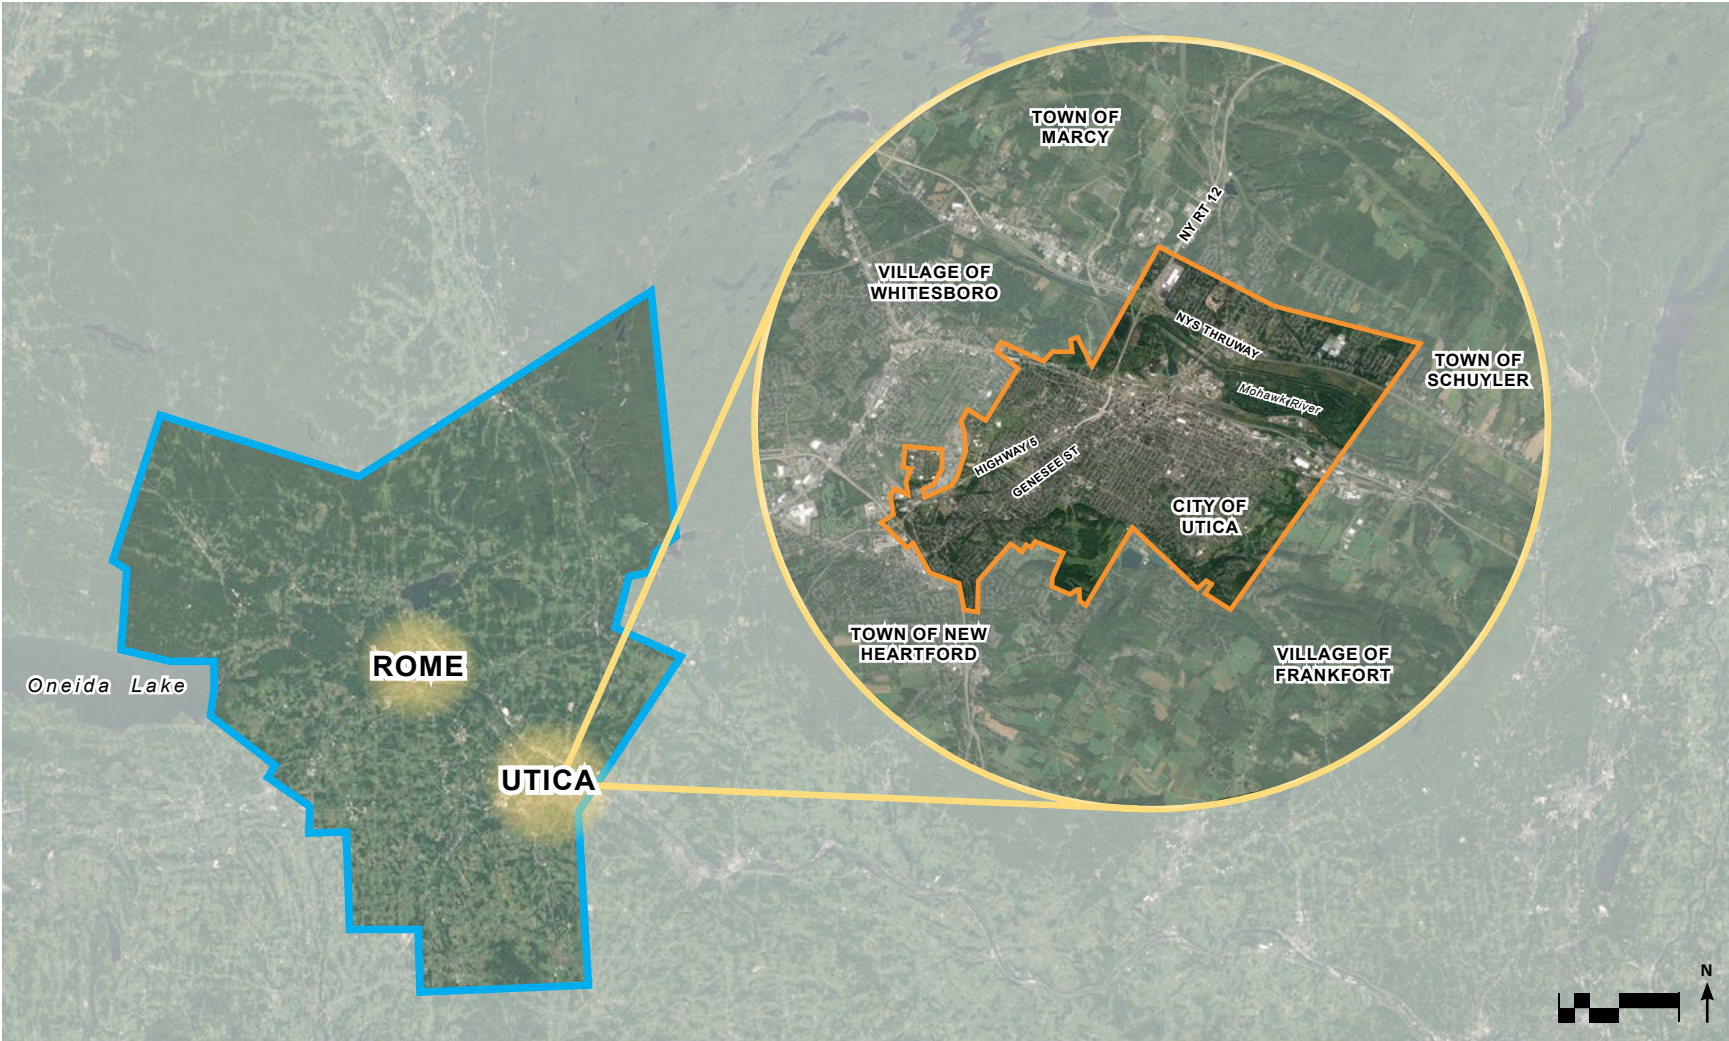 TOWN OF
MARCY
NY RT 12
VILLAGE OF
WHITESBORO
NYS THRUWAY
TOWN OF
SCHUYLER
Mohawk River
HIGHWAY 5
GENESEE ST
CITY OF
UTICA
TOWN OF NEW
HEARTFORD
VILLAGE OF
FRANKFORT
ROME
Oneida Lake
UTICA
N